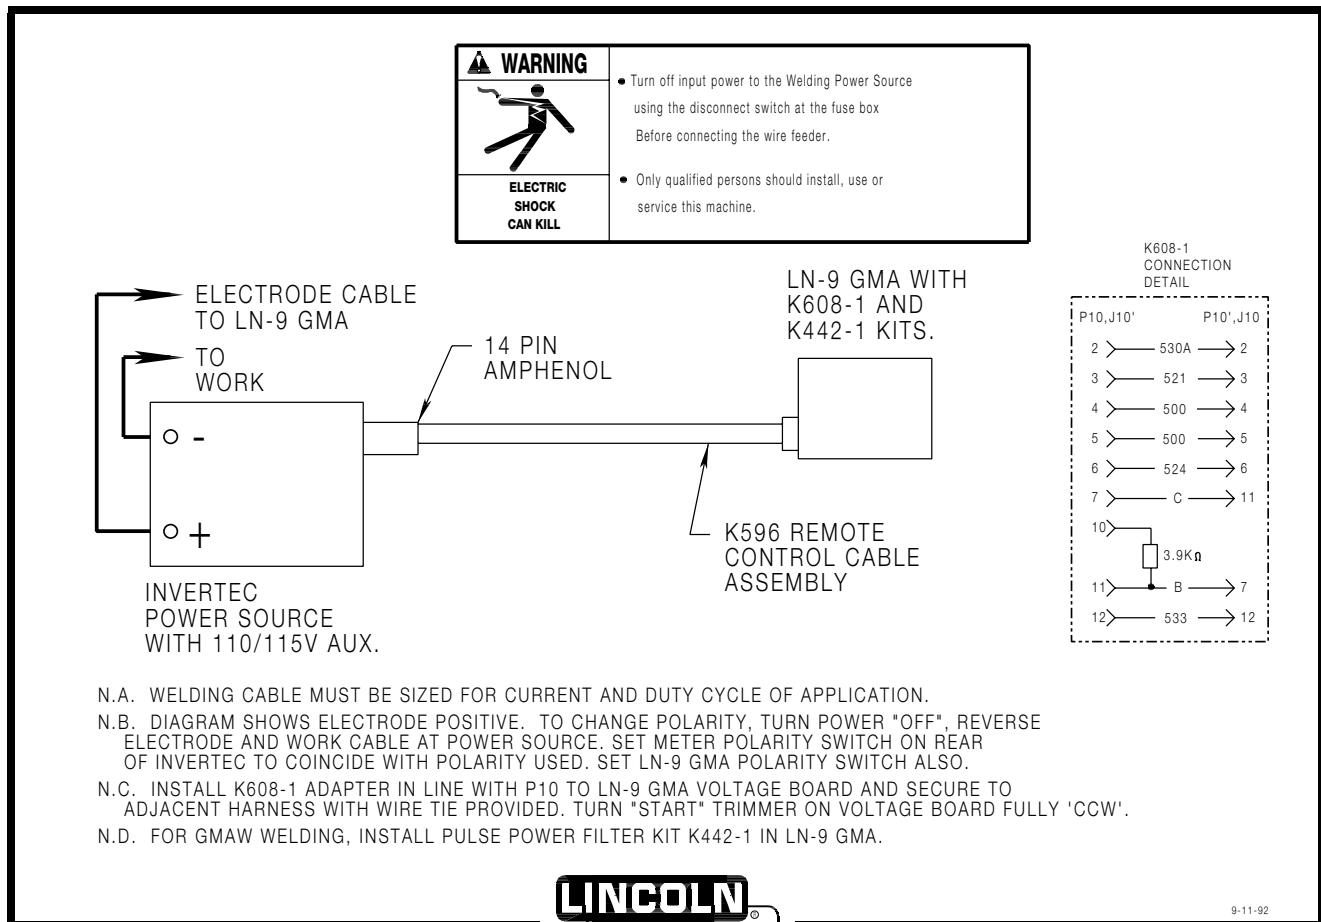 WARNING
ELECTRIC
SHOCK
CAN KILL
● Turn off input power to the Welding Power Source
using the disconnect switch at the fuse box
Before connecting the wire feeder.
● Only qualified persons should install, use or
service this machine.
ELECTRODE CABLE
TO LN-9 GMA
TO
WORK
14 PIN
AMPHENOL
LN-9 GMA WITH
K608-1 AND
K442-1 KITS.
-
+
K596 REMOTE
CONTROL CABLE
ASSEMBLY
INVERTEC
POWER SOURCE
WITH 110/115V AUX.
K608-1
CONNECTION
DETAIL
P10,J10' P10',J10
2 530A 2
3 521 3
4 500 4
5 500 5
6 524 6
7 C 11
10
3.9KΩ
11 B 7
12 533 12
N.A. WELDING CABLE MUST BE SIZED FOR CURRENT AND DUTY CYCLE OF APPLICATION.
N.B. DIAGRAM SHOWS ELECTRODE POSITIVE. TO CHANGE POLARITY, TURN POWER "OFF", REVERSE
ELECTRODE AND WORK CABLE AT POWER SOURCE. SET METER POLARITY SWITCH ON REAR
OF INVERTEC TO COINCIDE WITH POLARITY USED. SET LN-9 GMA POLARITY SWITCH ALSO.
N.C. INSTALL K608-1 ADAPTER IN LINE WITH P10 TO LN-9 GMA VOLTAGE BOARD AND SECURE TO
ADJACENT HARNESS WITH WIRE TIE PROVIDED. TURN "START" TRIMMER ON VOLTAGE BOARD FULLY 'CCW'.
N.D. FOR GMAW WELDING, INSTALL PULSE POWER FILTER KIT K442-1 IN LN-9 GMA.
LINCOLN
®
9-11-92